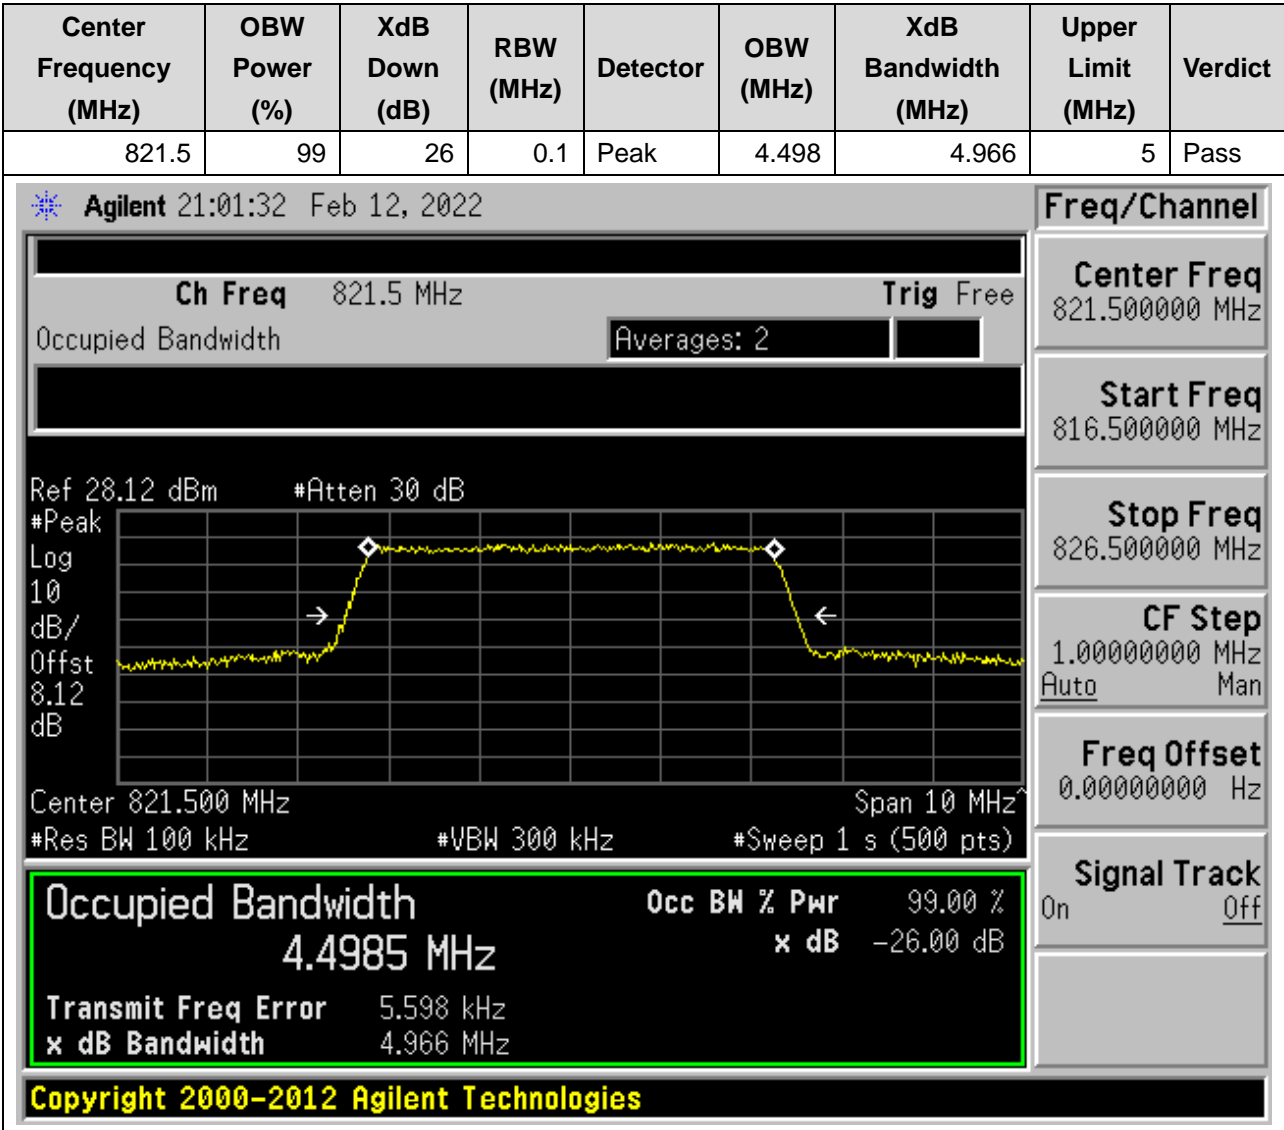 Center Frequency (MHz) OBW Power (%) XdB Down (dB) RBW (MHz) Detector OBW (MHz) XdB Bandwidth (MHz) Upper Limit (MHz) Verdict
821.5 99 26 0.1 Peak 4.498 4.966 5 Pass
Agilent 21:01:32 Feb 12, 2022
Ch Freq 821.5 MHz Trig Free
Occupied Bandwidth Averages: 2
Ref 28.12 dBm #Atten 30 dB
#Peak
Log
10
dB/
Offst
8.12
dB
Center 821.500 MHz Span 10 MHz^
#Res BW 100 kHz #VBW 300 kHz #Sweep 1 s (500 pts)
Occupied Bandwidth Occ BW % Pwr 99.00 %
4.4985 MHz x dB -26.00 dB
Transmit Freq Error 5.598 kHz
x dB Bandwidth 4.966 MHz
Copyright 2000-2012 Agilent Technologies
Freq/Channel
Center Freq
821.500000 MHz
Start Freq
816.500000 MHz
Stop Freq
826.500000 MHz
CF Step
1.00000000 MHz
Auto Man
Freq Offset
0.00000000 Hz
Signal Track
On Off